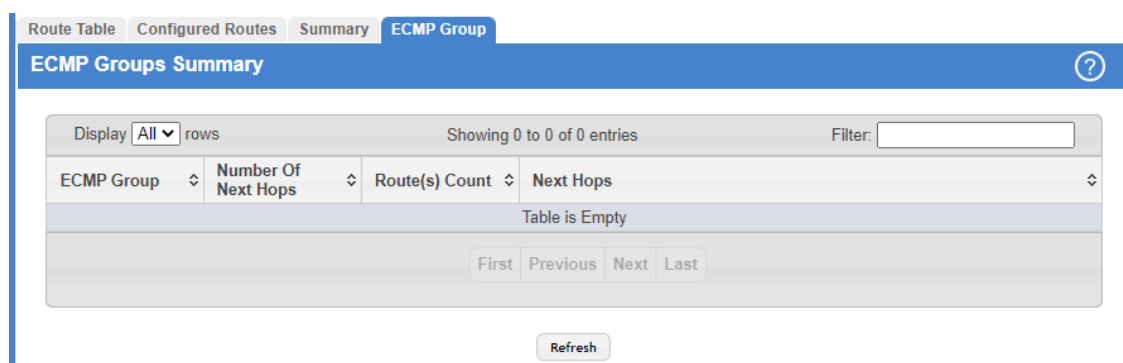 Route Table Configured Routes Summary ECMP Group
ECMP Groups Summary ?
Display All rows Showing 0 to 0 of 0 entries Filter:
ECMP Group Number Of Next Hops Route(s) Count Next Hops
Table is Empty
First Previous Next Last
Refresh